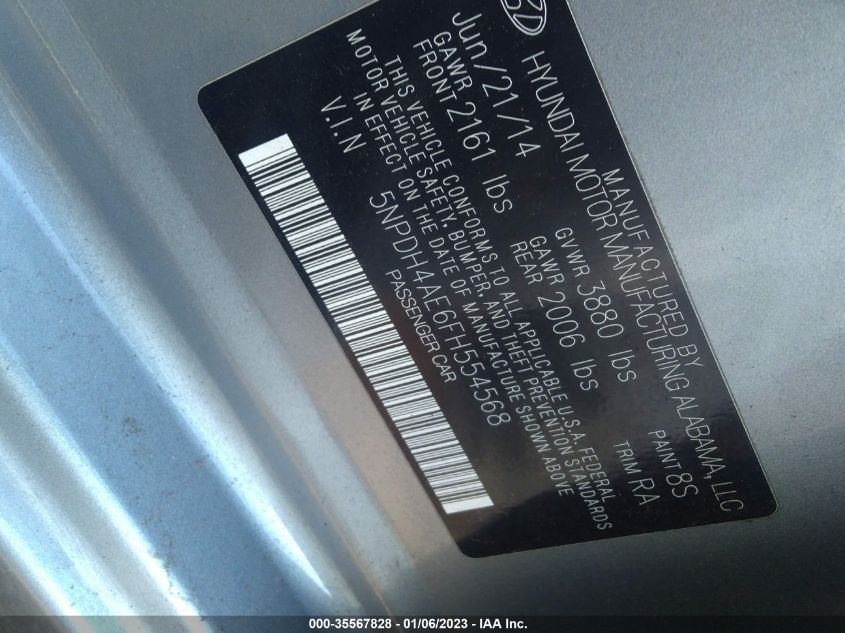 MANUFACTURED BY
HYUNDAI MOTOR MANUFACTURING ALABAMA, LLC
Jun/21/14 GVWR 3880 lbs PAINT 8S
GAWR FRONT 2161 lbs GAWR REAR 2006 lbs TRIM RA
THIS VEHICLE CONFORMS TO ALL APPLICABLE U.S.A. FEDERAL
MOTOR VEHICLE SAFETY, BUMPER, AND THEFT PREVENTION STANDARDS
IN EFFECT ON THE DATE OF MANUFACTURE SHOWN ABOVE
V.I.N 5NPDH4AE6FH554568
PASSENGER CAR
000-35567828 - 01/06/2023 - IAA Inc.